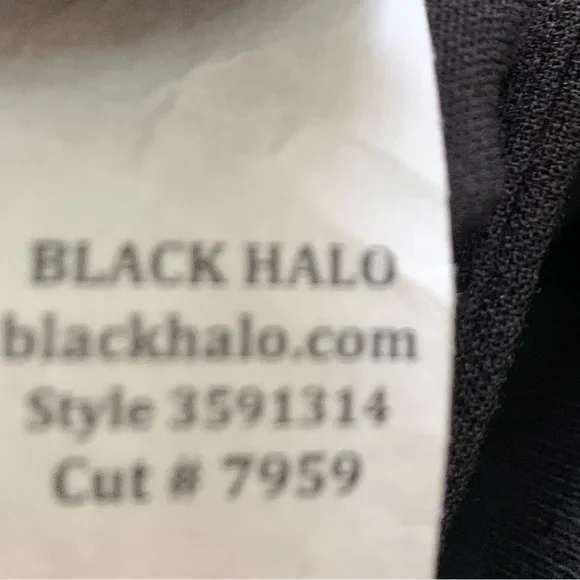 BLACK HALO
blackhalo.com
Style 3591314
Cut # 7959